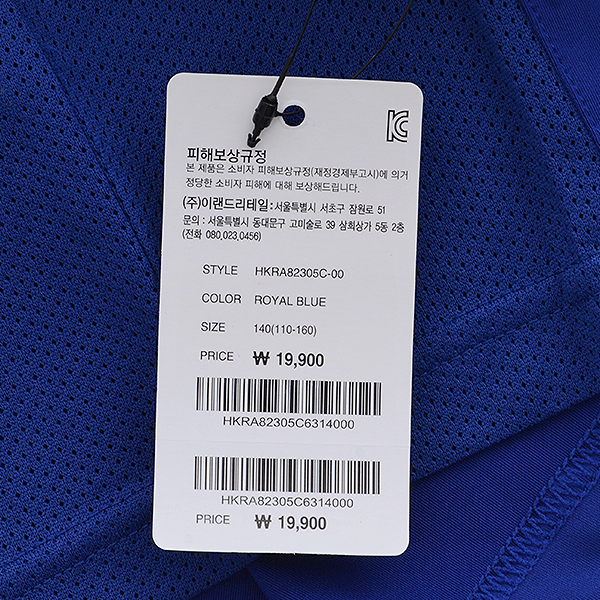 피해보상규정
본 제품은 소비자 피해보상규정(재정경제부고시)에 의거
정당한 소비자 피해에 대해 보상해드립니다.
(주)이랜드리테일:서울특별시 서초구 잠원로 51
문의 : 서울특별시 동대문구 고미술로 39 삼희상가 5동 2층
(전화 080,023,0456)
STYLE HKRA82305C-00
COLOR ROYAL BLUE
SIZE 140(110-160)
PRICE ₩ 19,900
HKRA82305C6314000
HKRA82305C6314000
PRICE ₩ 19,900